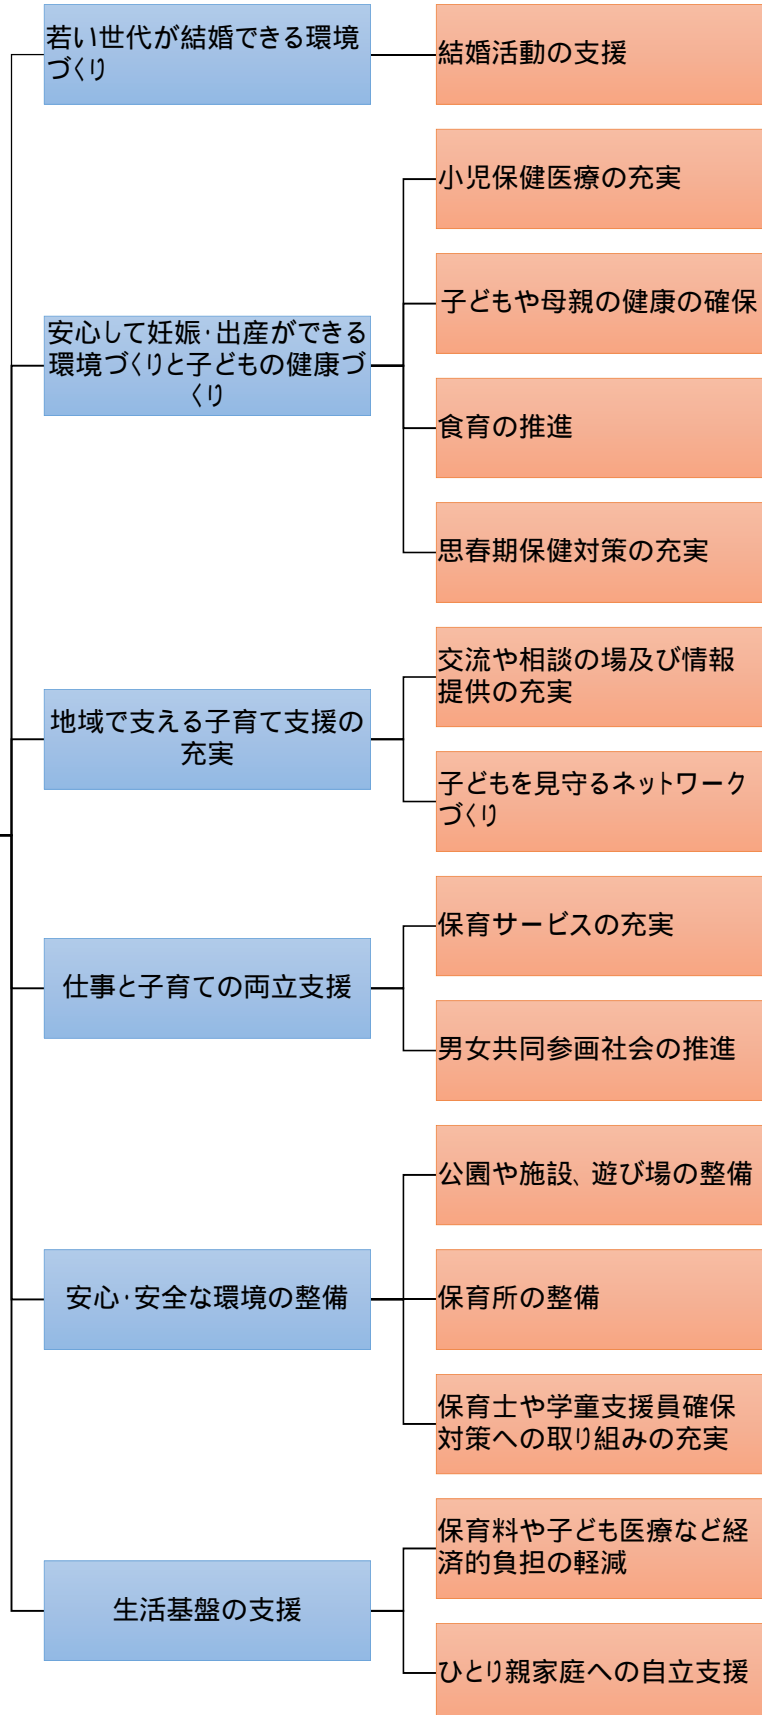 若い世代が結婚できる環境
づくり
結婚活動の支援
安心して妊娠・出産ができる
環境づくりと子どもの健康づ
くり
小児保健医療の充実
子どもや母親の健康の確保
食育の推進
思春期保健対策の充実
地域で支える子育て支援の
充実
交流や相談の場及び情報
提供の充実
子どもを見守るネットワーク
づくり
仕事と子育ての両立支援
保育サービスの充実
男女共同参画社会の推進
安心・安全な環境の整備
公園や施設、遊び場の整備
保育所の整備
保育士や学童支援員確保
対策への取り組みの充実
生活基盤の支援
保育料や子ども医療など経
済的負担の軽減
ひとり親家庭への自立支援